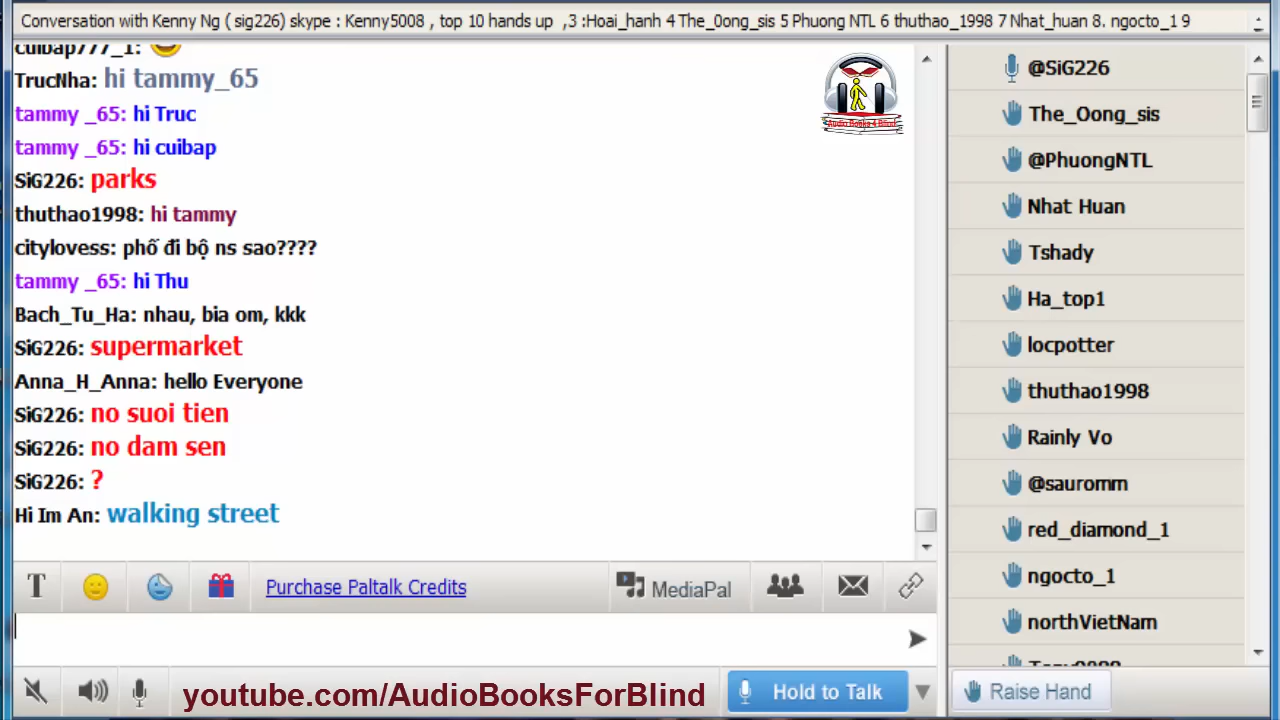 Conversation with Kenny Ng ( sig226) skype : Kenny5008 , top 10 hands up ,3 :Hoai_hanh 4 The_0ong_sis 5 Phuong NTL 6 thuthao_1998 7 Nhat_huan 8. ngocto_1 9
cuibap777_1:
TrucNha: hi tammy_65
tammy _65: hi Truc
tammy _65: hi cuibap
SiG226: parks
thuthao1998: hi tammy
citylovess: phố đi bộ ns sao????
tammy _65: hi Thu
Bach_Tu_Ha: nhau, bia om, kkk
SiG226: supermarket
Anna_H_Anna: hello Everyone
SiG226: no suoi tien
SiG226: no dam sen
SiG226: ?
Hi Im An: walking street
Audio Books 4 Blind
@SiG226
The_Oong_sis
@PhuongNTL
Nhat Huan
Tshady
Ha_top1
locpotter
thuthao1998
Rainly Vo
@sauromm
red_diamond_1
ngocto_1
northVietNam
T Purchase Paltalk Credits MediaPal
youtube.com/AudioBooksForBlind Hold to Talk Raise Hand